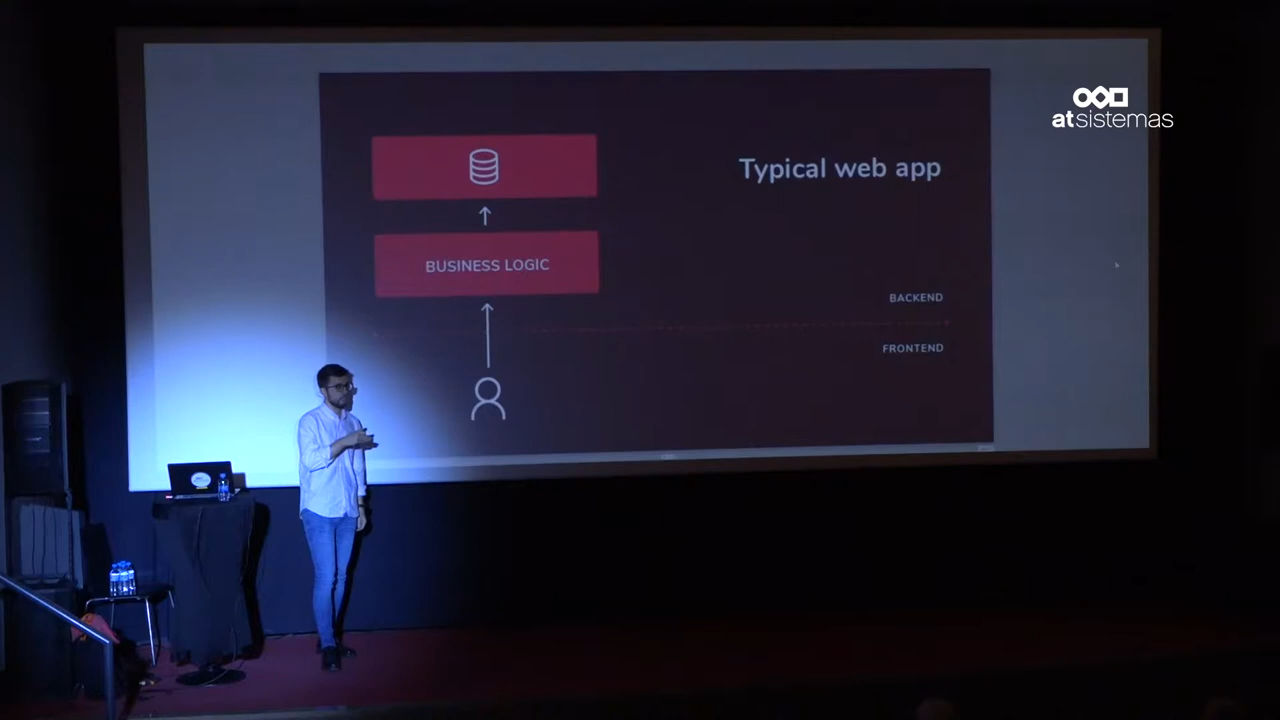 atsistemas
Typical web app
BUSINESS LOGIC
BACKEND
FRONTEND